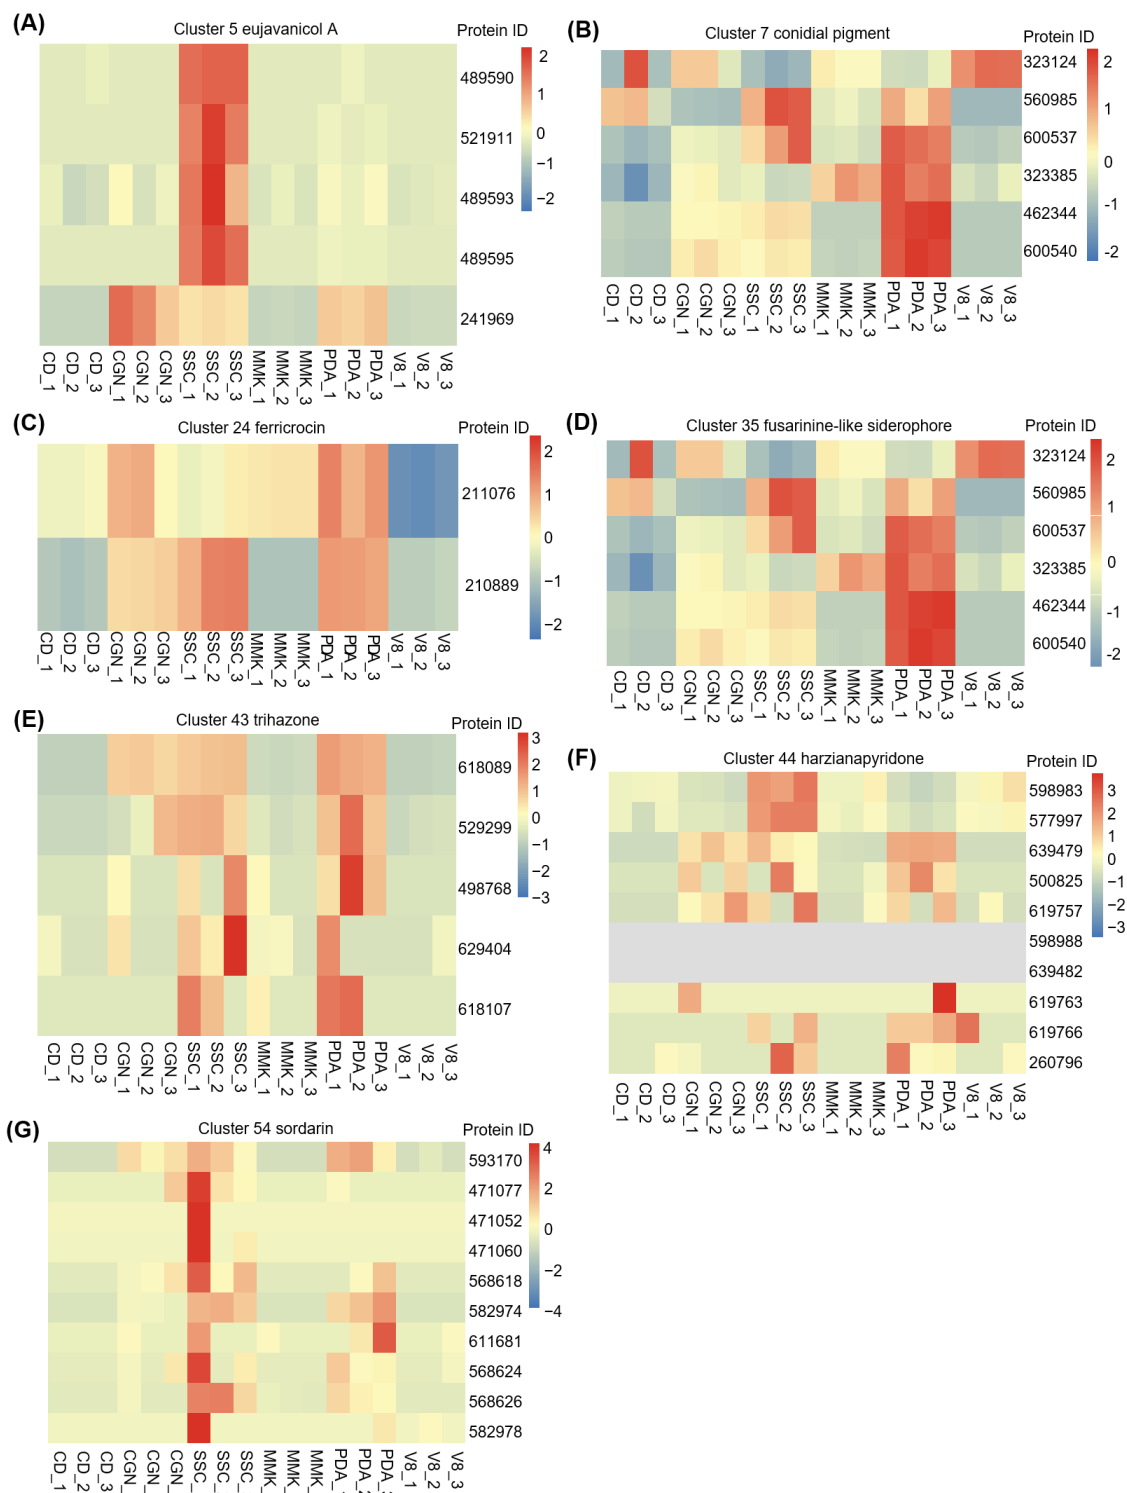 (A)
Cluster 5 eujavanicol A
Protein ID
489590
521911
489593
489595
241969
2
1
0
−1
−2
CD_1
CD_2
CD_3
CGN_1
CGN_2
CGN_3
SSC_1
SSC_2
SSC_3
MMK_1
MMK_2
MMK_3
PDA_1
PDA_2
PDA_3
V8_1
V8_2
V8_3
(B)
Cluster 7 conidial pigment
Protein ID
323124
560985
600537
323385
462344
600540
2
1
0
-1
-2
CD_1
CD_2
CD_3
CGN_1
CGN_2
CGN_3
SSC_1
SSC_2
SSC_3
MMK_1
MMK_2
MMK_3
PDA_1
PDA_2
PDA_3
V8_1
V8_2
V8_3
(C)
Cluster 24 ferricrocin
Protein ID
211076
210889
2
1
0
−1
−2
CD_1
CD_2
CD_3
CGN_1
CGN_2
CGN_3
SSC_1
SSC_2
SSC_3
MMK_1
MMK_2
MMK_3
PDA_1
PDA_2
PDA_3
V8_1
V8_2
V8_3
(D)
Cluster 35 fusarinine-like siderophore
Protein ID
323124
560985
600537
323385
462344
600540
2
1
0
-1
-2
CD_1
CD_2
CD_3
CGN_1
CGN_2
CGN_3
SSC_1
SSC_2
SSC_3
MMK_1
MMK_2
MMK_3
PDA_1
PDA_2
PDA_3
V8_1
V8_2
V8_3
(E)
Cluster 43 trihazone
Protein ID
618089
529299
498768
629404
618107
3
2
1
0
−1
−2
−3
CD_1
CD_2
CD_3
CGN_1
CGN_2
CGN_3
SSC_1
SSC_2
SSC_3
MMK_1
MMK_2
MMK_3
PDA_1
PDA_2
PDA_3
V8_1
V8_2
V8_3
(F)
Cluster 44 harzianapyridone
Protein ID
598983
577997
639479
500825
619757
598988
639482
619763
619766
260796
3
2
1
0
−1
−2
−3
CD_1
CD_2
CD_3
CGN_1
CGN_2
CGN_3
SSC_1
SSC_2
SSC_3
MMK_1
MMK_2
MMK_3
PDA_1
PDA_2
PDA_3
V8_1
V8_2
V8_3
(G)
Cluster 54 sordarin
Protein ID
593170
471077
471052
471060
568618
582974
611681
568624
568626
582978
4
2
0
−2
−4
CD_1
CD_2
CD_3
CGN_
CGN_
CGN_
SSC_
SSC_
SSC_
MMK_
MMK_
MMK_
PDA_
PDA_2
PDA_3
V8_1
V8_2
V8_3